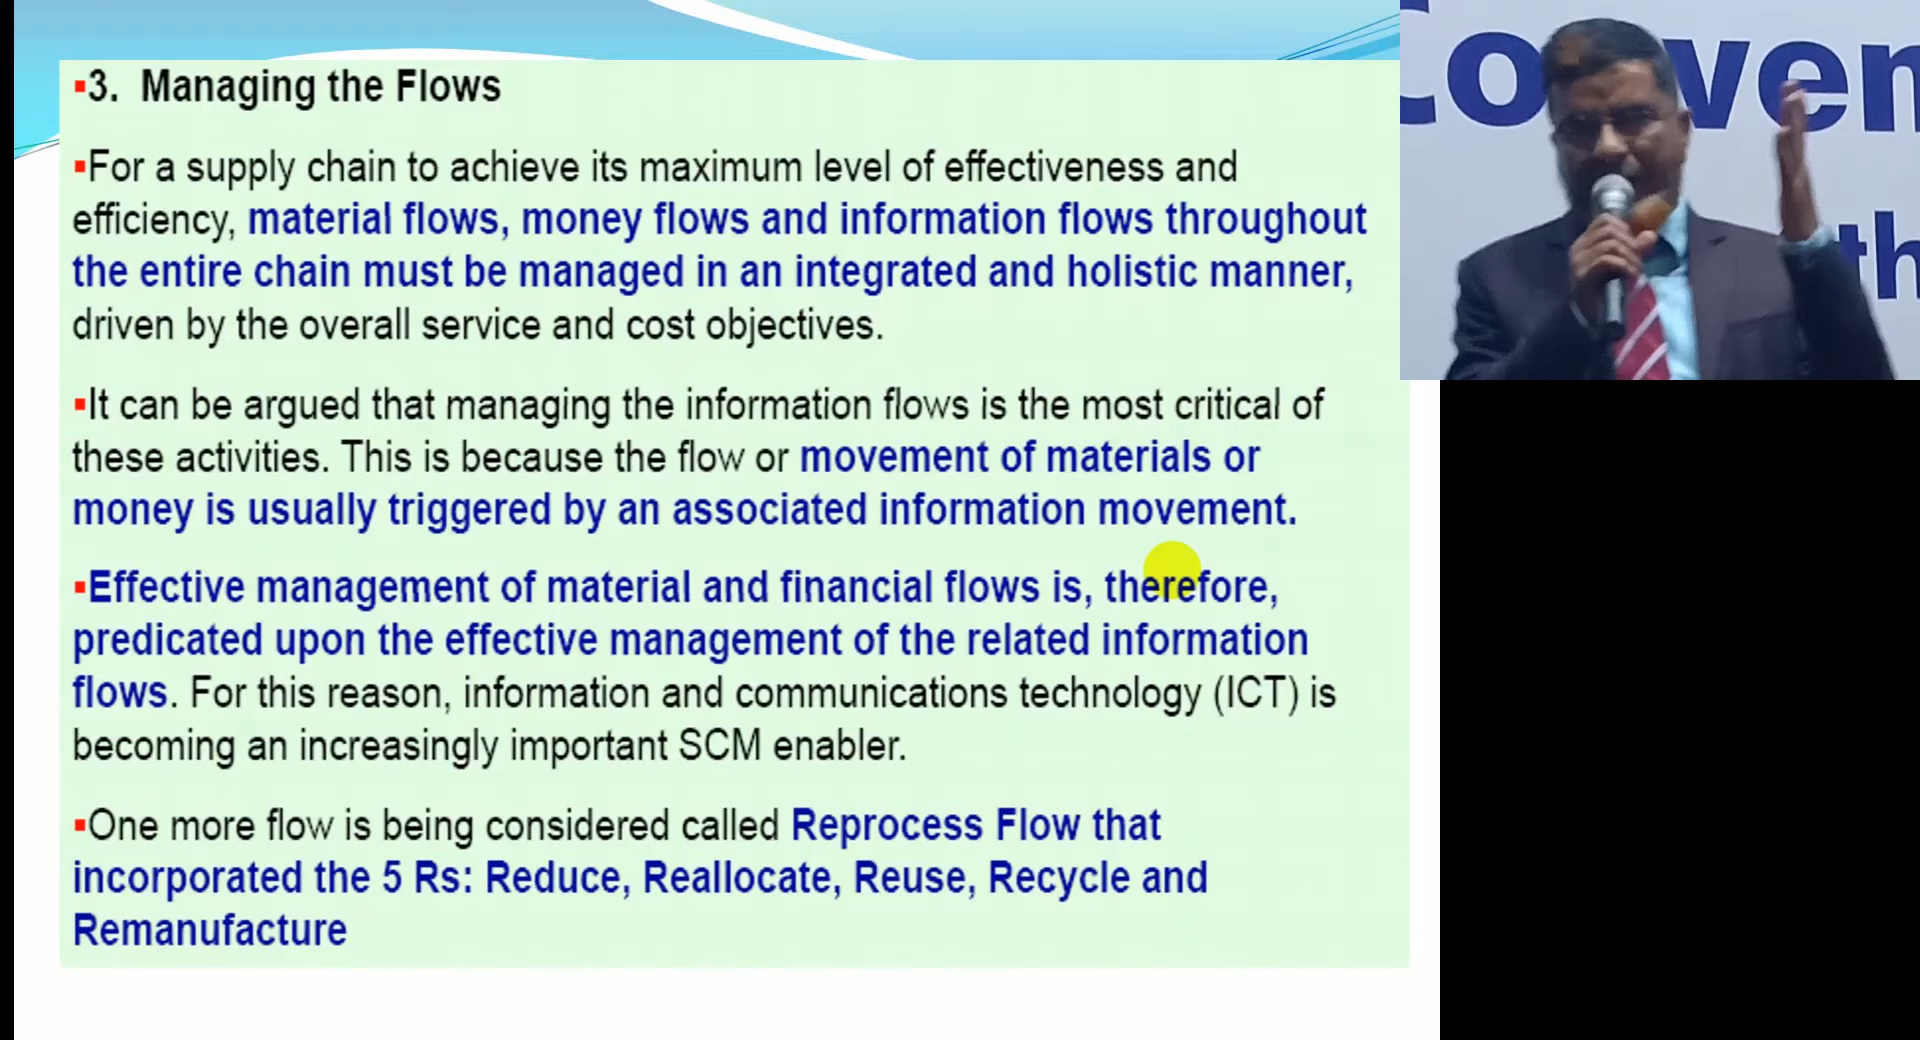 ▪3. Managing the Flows
▪For a supply chain to achieve its maximum level of effectiveness and
efficiency, material flows, money flows and information flows throughout
the entire chain must be managed in an integrated and holistic manner,
driven by the overall service and cost objectives.
▪It can be argued that managing the information flows is the most critical of
these activities. This is because the flow or movement of materials or
money is usually triggered by an associated information movement.
▪Effective management of material and financial flows is, therefore,
predicated upon the effective management of the related information
flows. For this reason, information and communications technology (ICT) is
becoming an increasingly important SCM enabler.
▪One more flow is being considered called Reprocess Flow that
incorporated the 5 Rs: Reduce, Reallocate, Reuse, Recycle and
Remanufacture